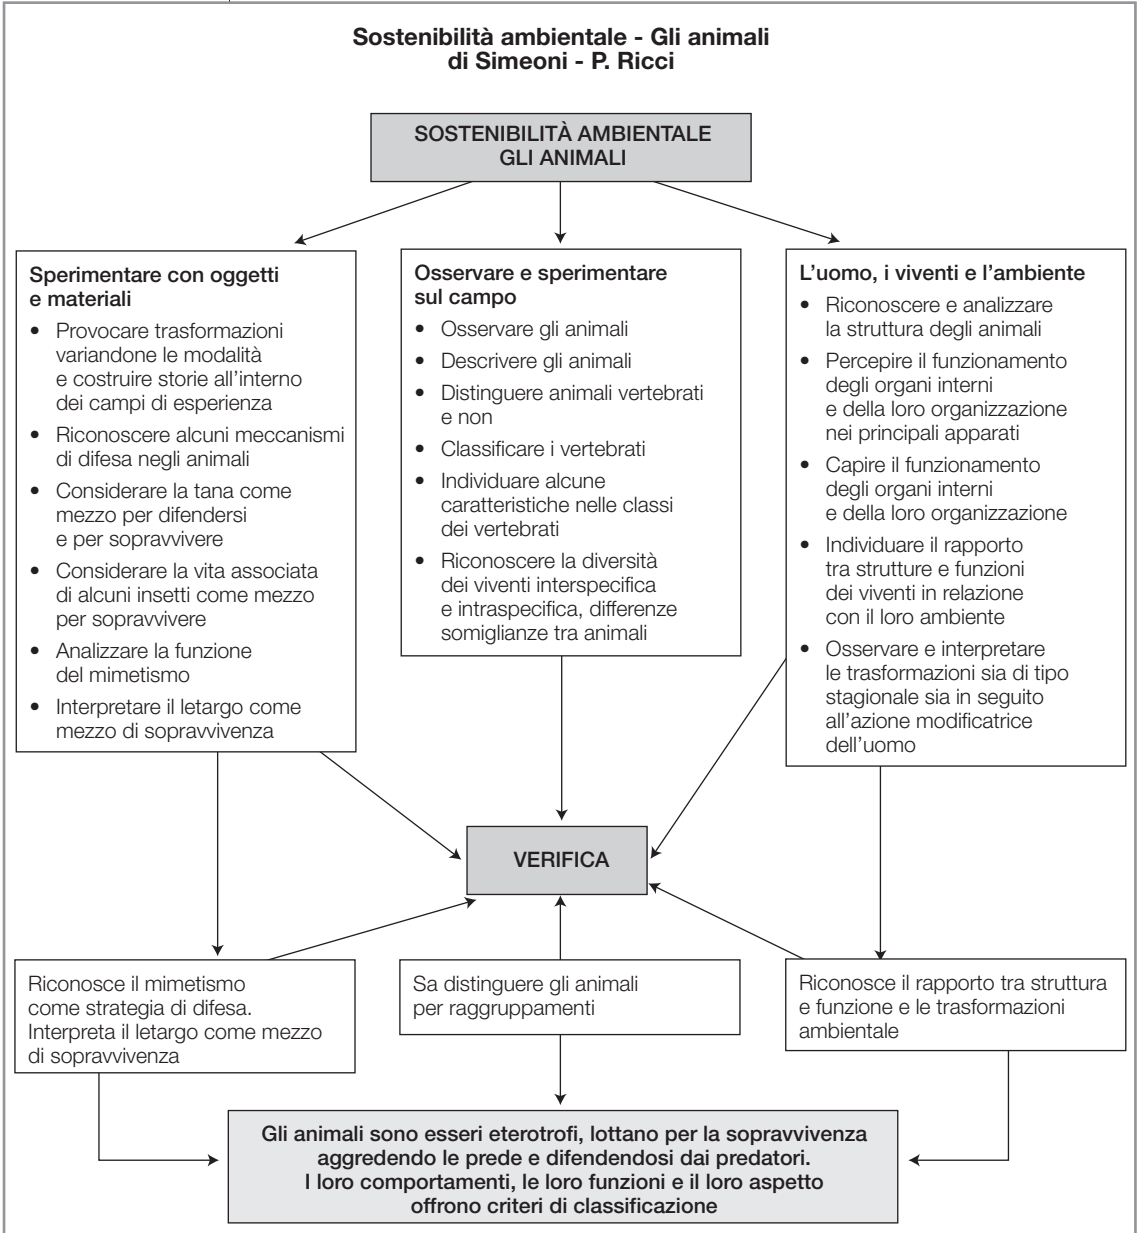 Sostenibilità ambientale - Gli animali
di Simeoni - P. Ricci
SOSTENIBILITÀ AMBIENTALE
GLI ANIMALI
Sperimentare con oggetti
e materiali
• Provocare trasformazioni
variandone le modalità
e costruire storie all'interno
dei campi di esperienza
• Riconoscere alcuni meccanismi
di difesa negli animali
• Considerare la tana come
mezzo per difendersi
e per sopravvivere
• Considerare la vita associata
di alcuni insetti come mezzo
per sopravvivere
• Analizzare la funzione
del mimetismo
• Interpretare il letargo come
mezzo di sopravvivenza
Osservare e sperimentare
sul campo
• Osservare gli animali
• Descrivere gli animali
• Distinguere animali vertebrati
e non
• Classificare i vertebrati
• Individuare alcune
caratteristiche nelle classi
dei vertebrati
• Riconoscere la diversità
dei viventi interspecifica
e intraspecifica, differenze
somiglianze tra animali
L'uomo, i viventi e l'ambiente
• Riconoscere e analizzare
la struttura degli animali
• Percepire il funzionamento
degli organi interni
e della loro organizzazione
nei principali apparati
• Capire il funzionamento
degli organi interni
e della loro organizzazione
• Individuare il rapporto
tra strutture e funzioni
dei viventi in relazione
con il loro ambiente
• Osservare e interpretare
le trasformazioni sia di tipo
stagionale sia in seguito
all'azione modificatrice
dell'uomo
VERIFICA
Riconosce il mimetismo
come strategia di difesa.
Interpreta il letargo come mezzo
di sopravvivenza
Sa distinguere gli animali
per raggruppamenti
Riconosce il rapporto tra struttura
e funzione e le trasformazioni
ambientale
Gli animali sono esseri eterotrofi, lottano per la sopravvivenza
aggredendo le prede e difendendosi dai predatori.
I loro comportamenti, le loro funzioni e il loro aspetto
offrono criteri di classificazione